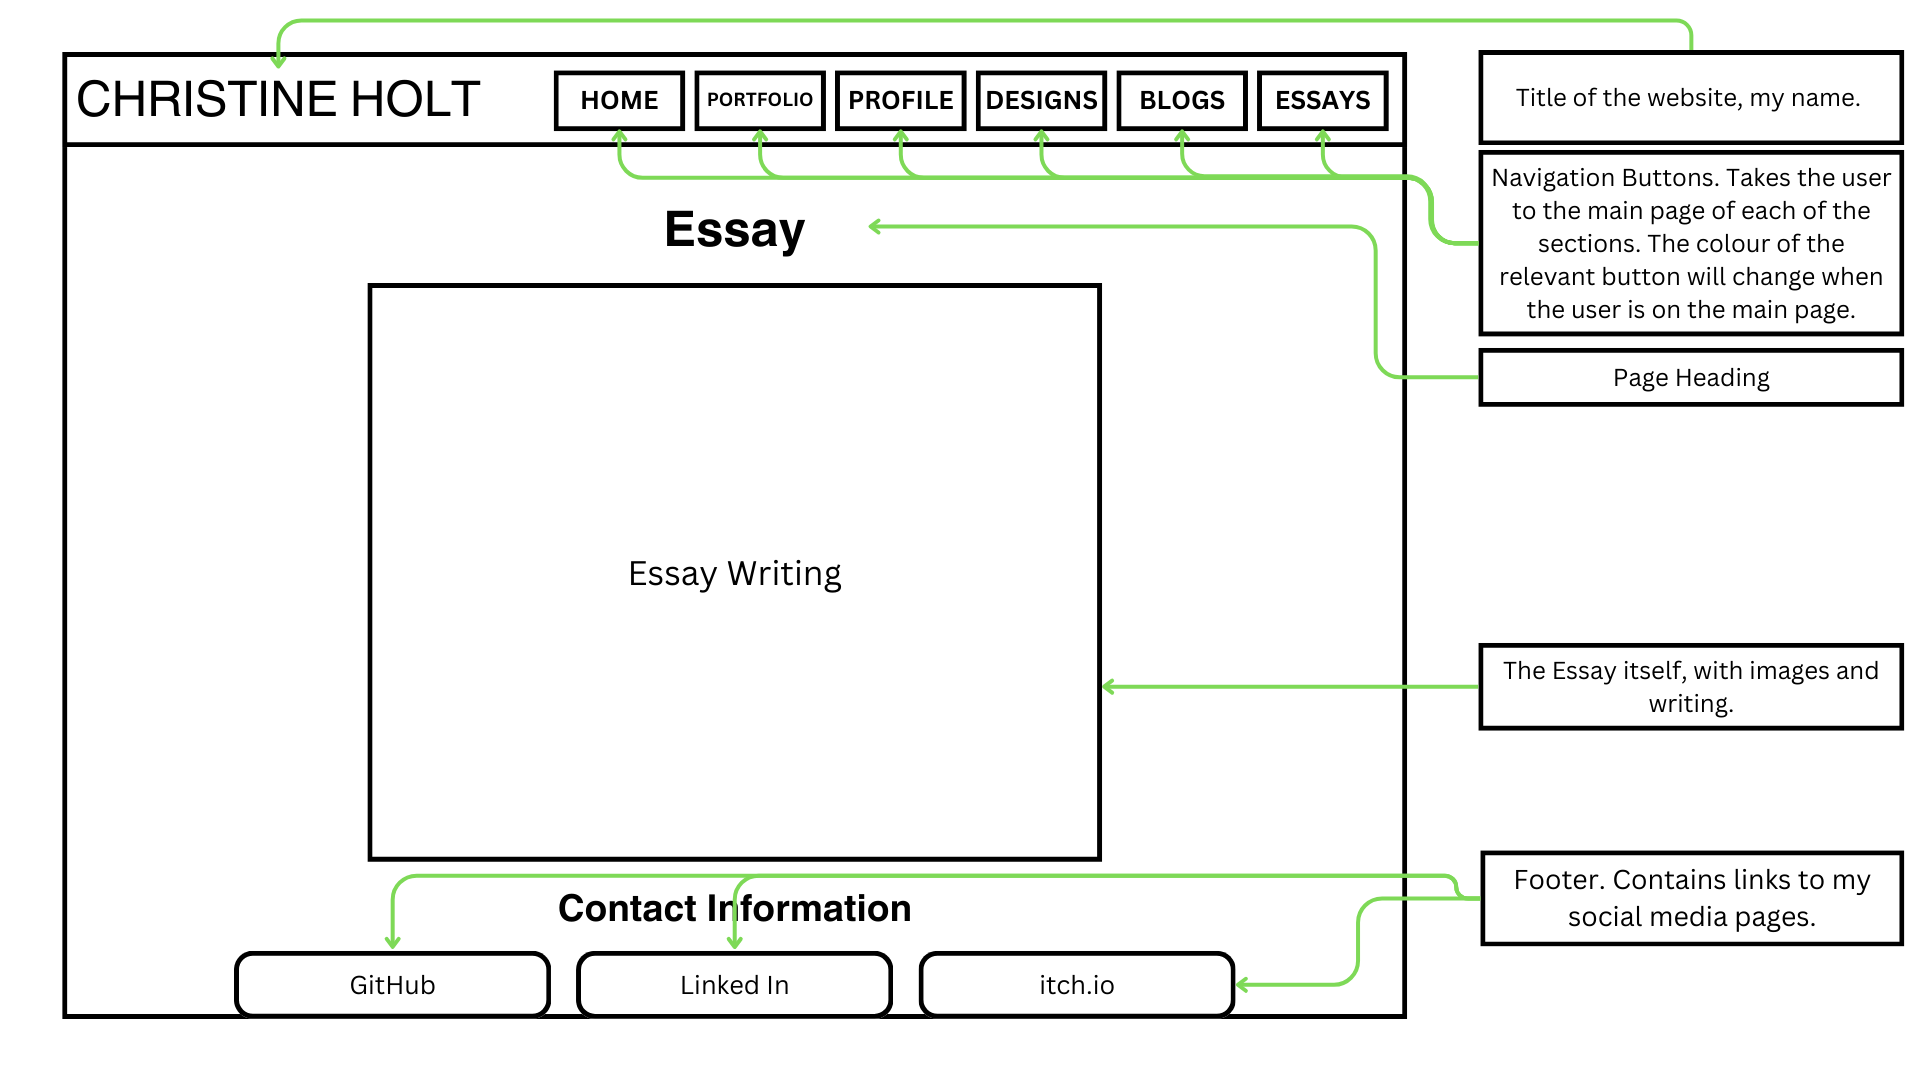 CHRISTINE HOLT
HOME
PORTFOLIO
PROFILE
DESIGNS
BLOGS
ESSAYS
Title of the website, my name.
Navigation Buttons. Takes the user
to the main page of each of the
sections. The colour of the
relevant button will change when
the user is on the main page.
Essay
Page Heading
Essay Writing
The Essay itself, with images and
writing.
Contact Information
Footer. Contains links to my
social media pages.
GitHub
Linked In
itch.io